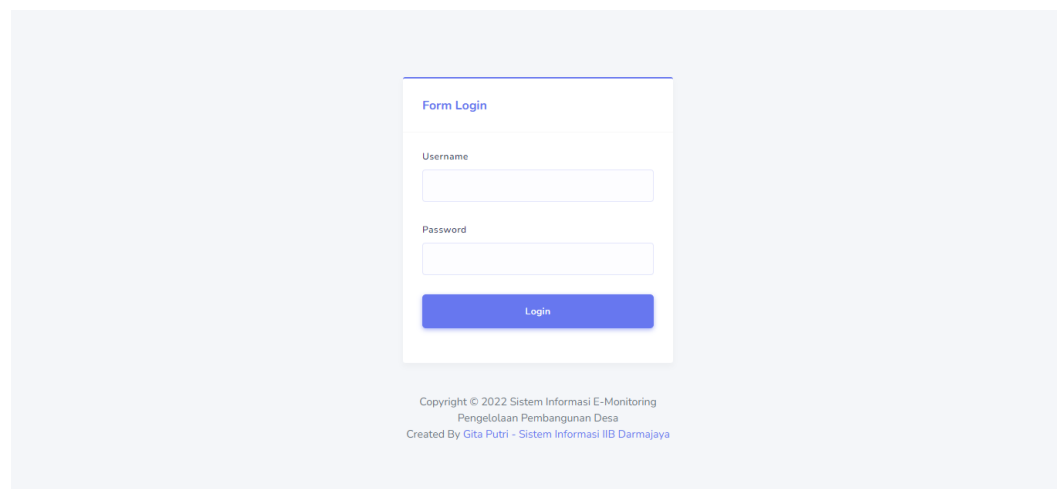 Form Login
Username
Password
Login
Copyright © 2022 Sistem Informasi E-Monitoring
Pengelolaan Pembangunan Desa
Created By Gita Putri - Sistem Informasi IIB Darmajaya